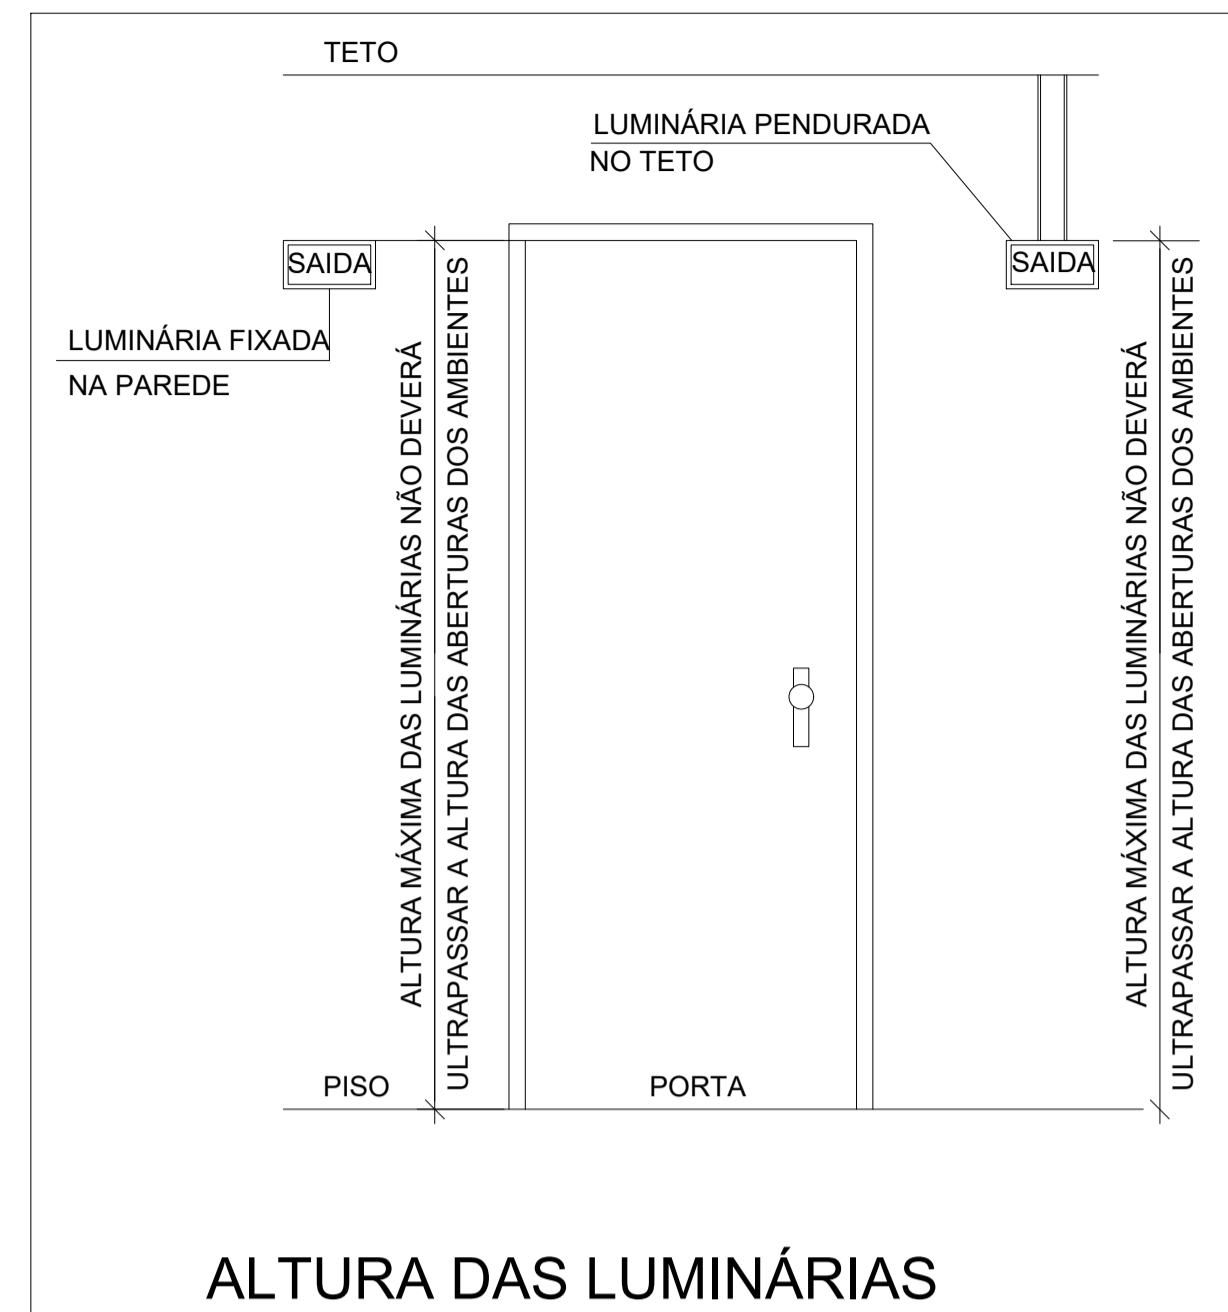 TETO
LUMINÁRIA PENDURADA
NO TETO
SAIDA
SAIDA
LUMINÁRIA FIXADA
NA PAREDE
ALTURA MÁXIMA DAS LUMINÁRIAS NÃO DEVERÁ
ULTRAPASSAR A ALTURA DAS ABERTURAS DOS AMBIENTES
ALTURA MÁXIMA DAS LUMINÁRIAS NÃO DEVERÁ
ULTRAPASSAR A ALTURA DAS ABERTURAS DOS AMBIENTES
PISO
PORTA
ALTURA DAS LUMINÁRIAS